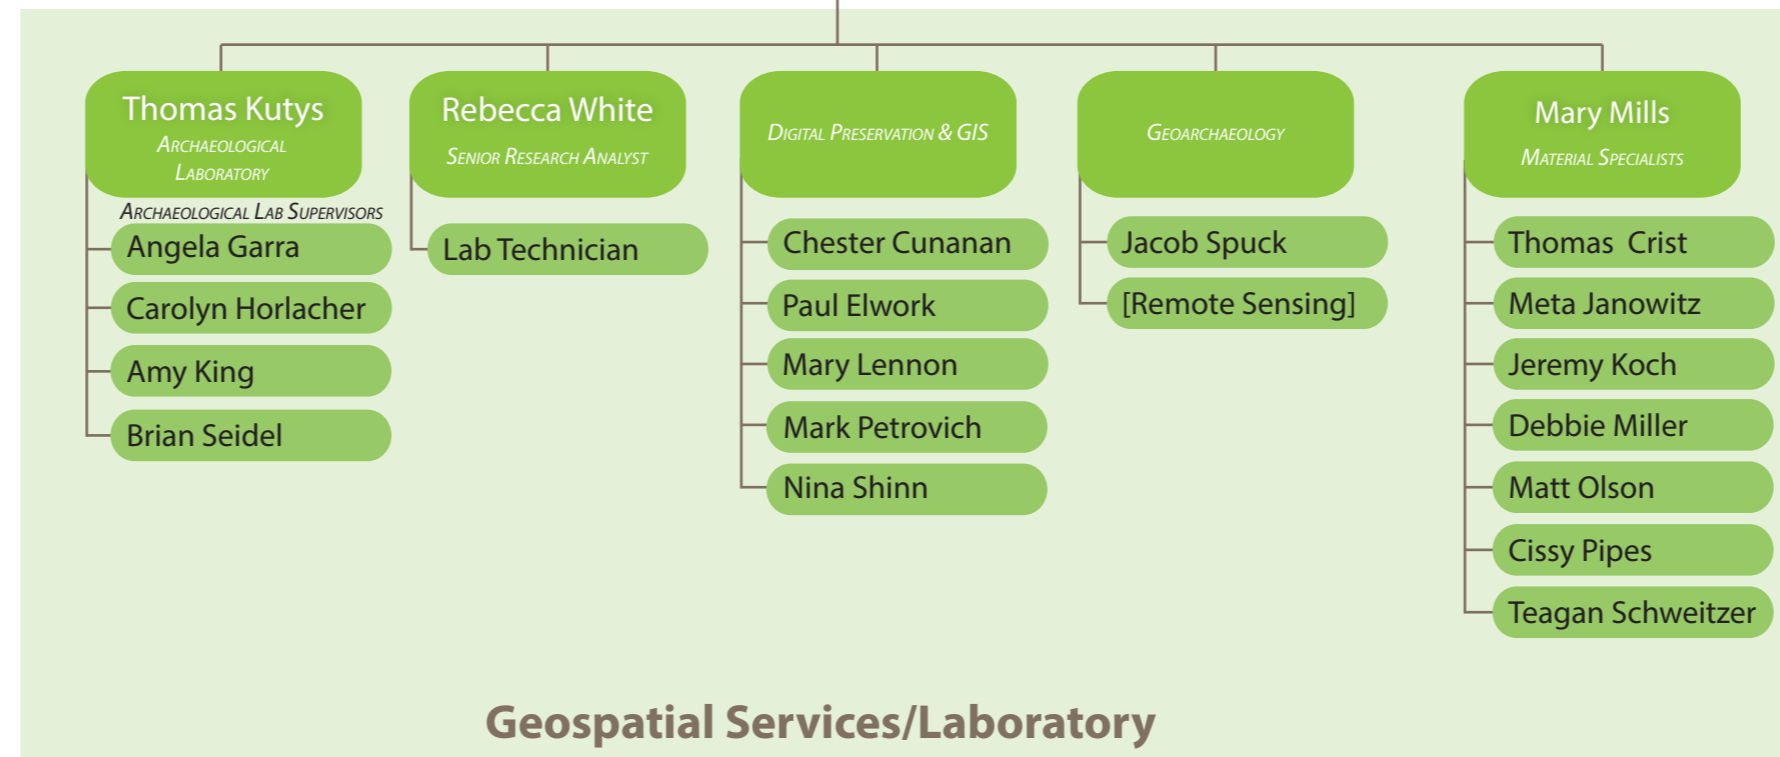 Thomas Kutys
Archaeological
Laboratory
Archaeological Lab Supervisors
Angela Garra
Carolyn Horlacher
Amy King
Brian Seidel
Rebecca White
Senior Research Analyst
Lab Technician
Digital Preservation & GIS
Chester Cunanan
Paul Elwork
Mary Lennon
Mark Petrovich
Nina Shinn
Geoarchaeology
Jacob Spuck
[Remote Sensing]
Mary Mills
Material Specialists
Thomas Crist
Meta Janowitz
Jeremy Koch
Debbie Miller
Matt Olson
Cissy Pipes
Teagan Schweitzer
Geospatial Services/Laboratory